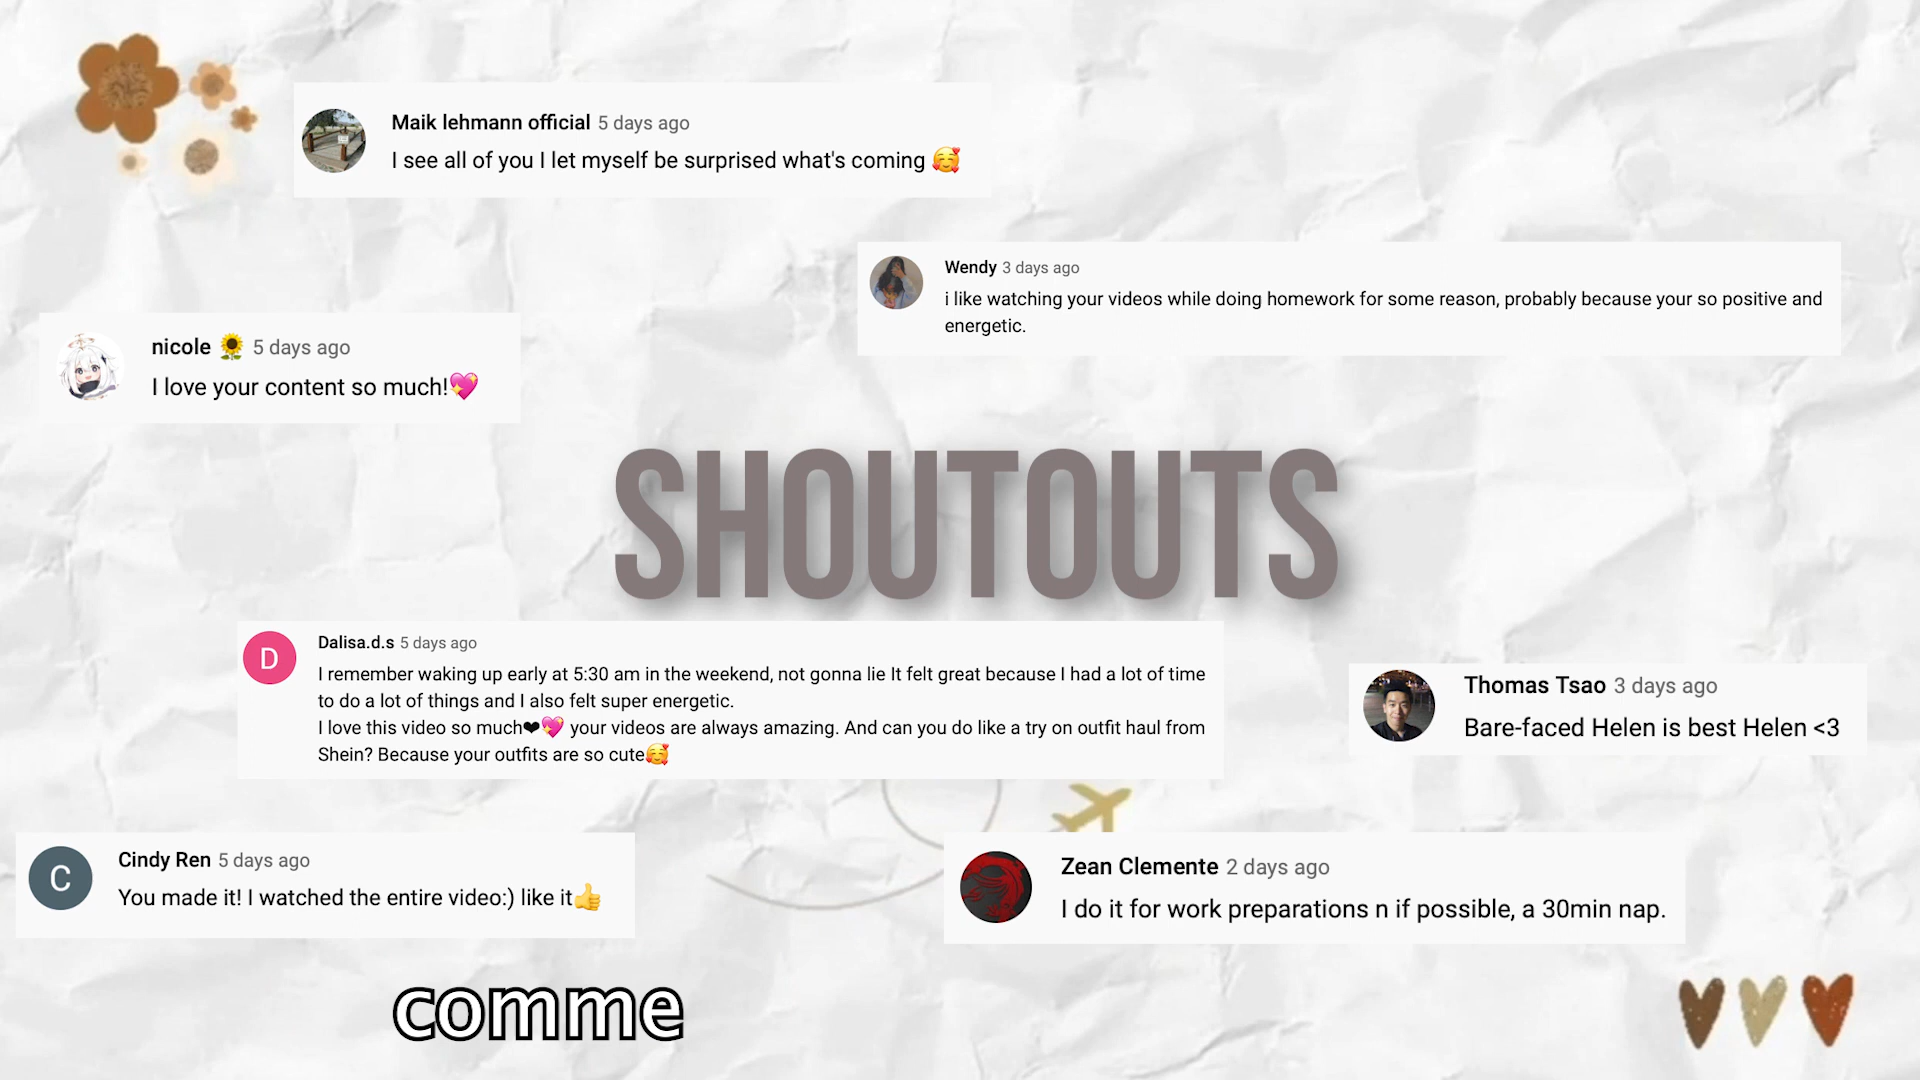 Maik lehmann official 5 days ago
I see all of you I let myself be surprised what's coming 🥰
Wendy 3 days ago
i like watching your videos while doing homework for some reason, probably because your so positive and
energetic.
nicole 🌻 5 days ago
I love your content so much!💖
SHOUTOUTS
D
Dalisa.d.s 5 days ago
I remember waking up early at 5:30 am in the weekend, not gonna lie It felt great because I had a lot of time
to do a lot of things and I also felt super energetic.
I love this video so much❤💖 your videos are always amazing. And can you do like a try on outfit haul from
Shein? Because your outfits are so cute🥰
Thomas Tsao 3 days ago
Bare-faced Helen is best Helen <3
C
Cindy Ren 5 days ago
You made it! I watched the entire video:) like it👍
Zean Clemente 2 days ago
I do it for work preparations n if possible, a 30min nap.
comme